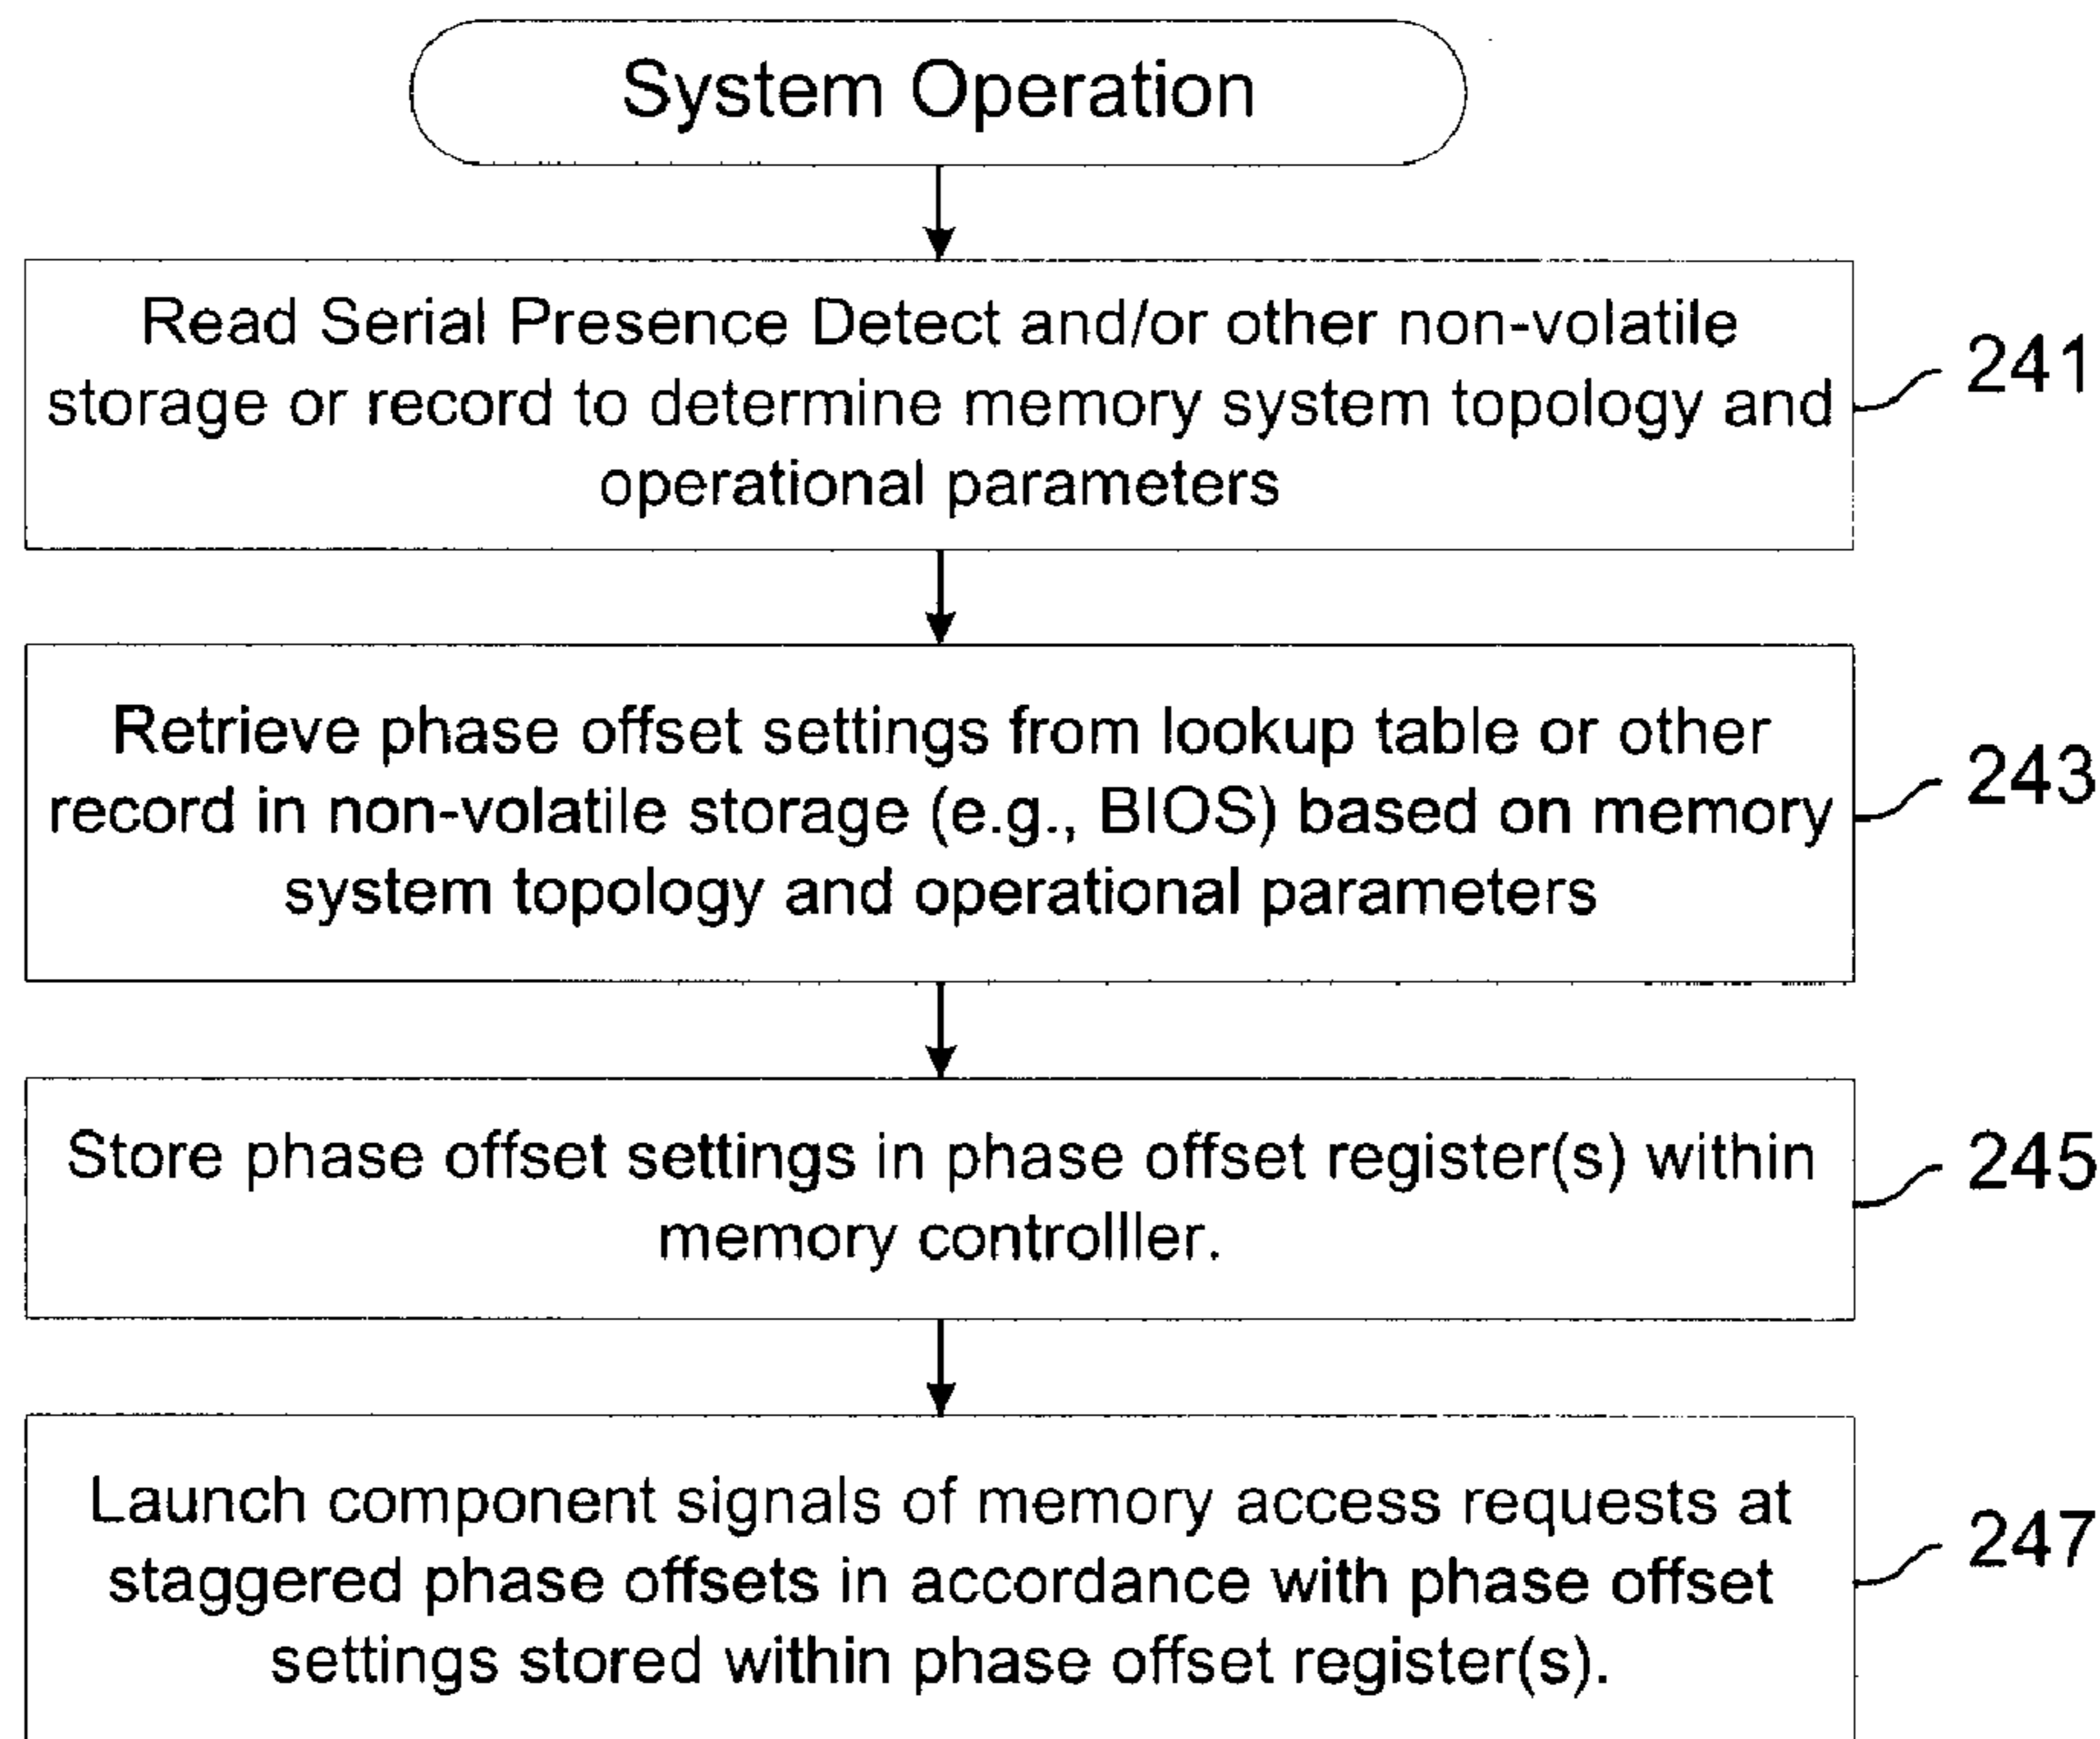 System Operation
Read Serial Presence Detect and/or other non-volatile
storage or record to determine memory system topology and
operational parameters
241
Retrieve phase offset settings from lookup table or other
record in non-volatile storage (e.g., BIOS) based on memory
system topology and operational parameters
243
Store phase offset settings in phase offset register(s) within
memory controlller.
245
Launch component signals of memory access requests at
staggered phase offsets in accordance with phase offset
settings stored within phase offset register(s).
247